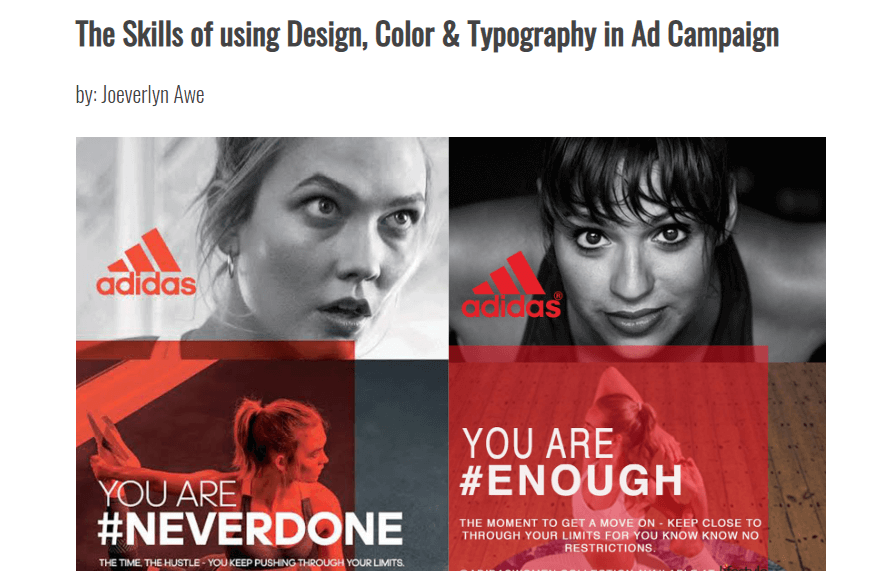 The Skills of using Design, Color & Typography in Ad Campaign
by: Joeverlyn Awe
adidas
adidas®
YOU ARE
#NEVERDONE
THE TIME, THE HUSTLE - YOU KEEP PUSHING THROUGH YOUR LIMITS.
YOU ARE
#ENOUGH
THE MOMENT TO GET A MOVE ON - KEEP CLOSE TO
THROUGH YOUR LIMITS FOR YOU KNOW KNOW NO
RESTRICTIONS.